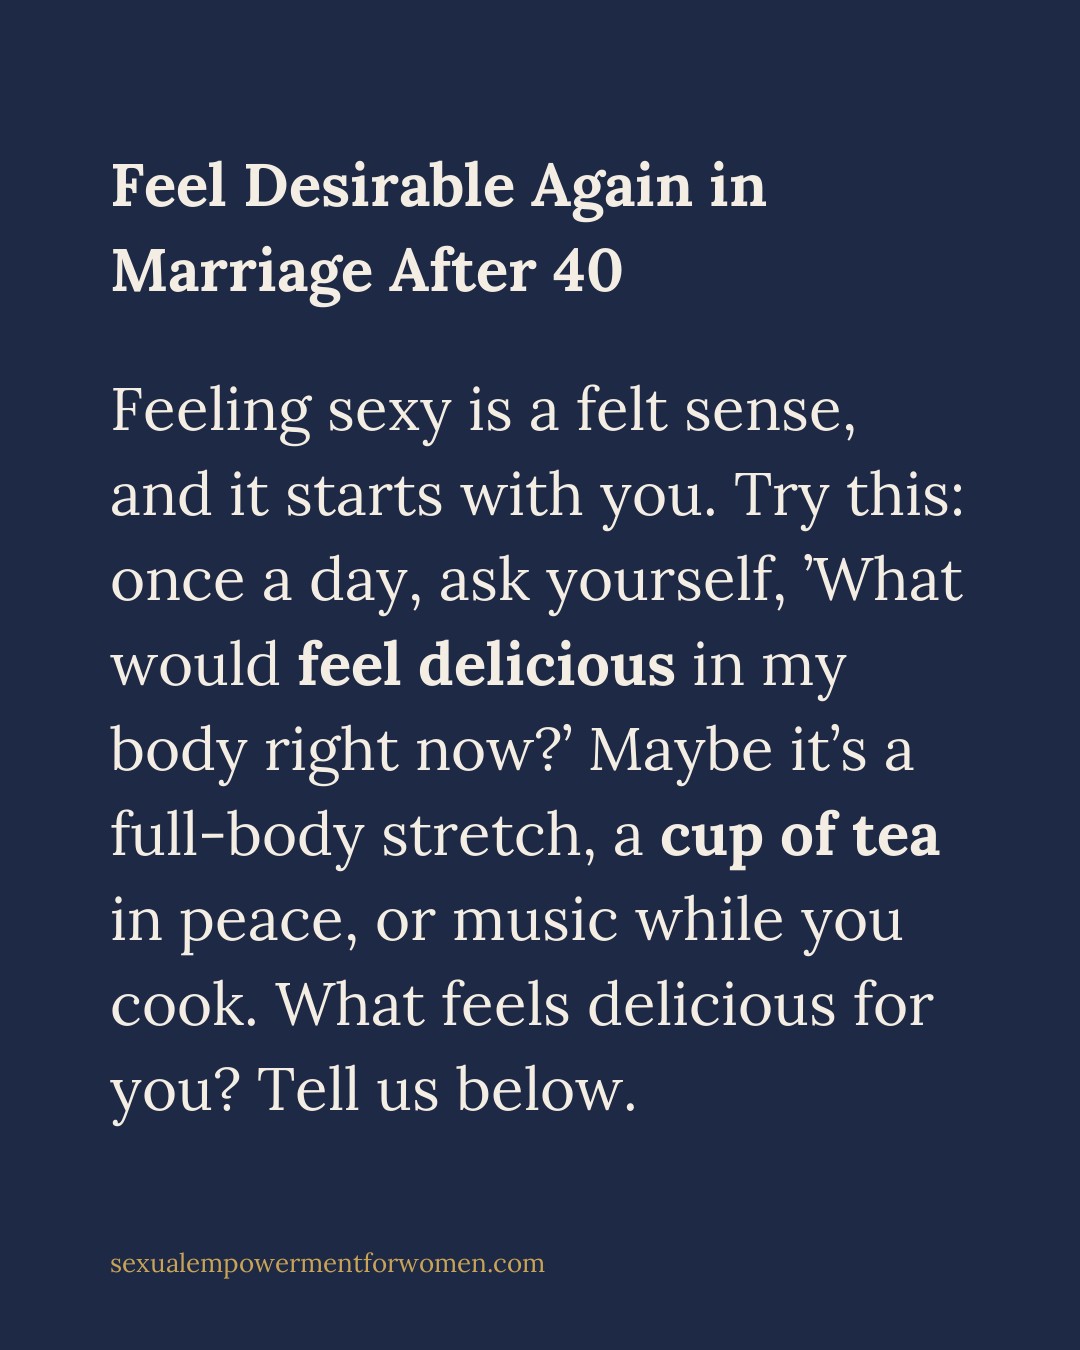 Feel Desirable Again in
Marriage After 40
Feeling sexy is a felt sense,
and it starts with you. Try this:
once a day, ask yourself, ’What
would feel delicious in my
body right now?’ Maybe it’s a
full-body stretch, a cup of tea
in peace, or music while you
cook. What feels delicious for
you? Tell us below.
sexualempowermentforwomen.com